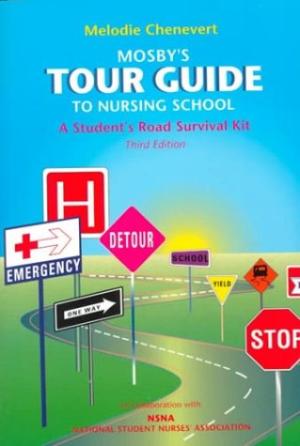 Melodie Chenevert
MOSBY'S
TOUR GUIDE
TO NURSING SCHOOL
A Student's Road Survival Kit
Third Edition
H
DETOUR
EMERGENCY
SCHOOL
YIELD
ONE WAY
STOP
In collaboration with
NSNA
NATIONAL STUDENT NURSES' ASSOCIATION